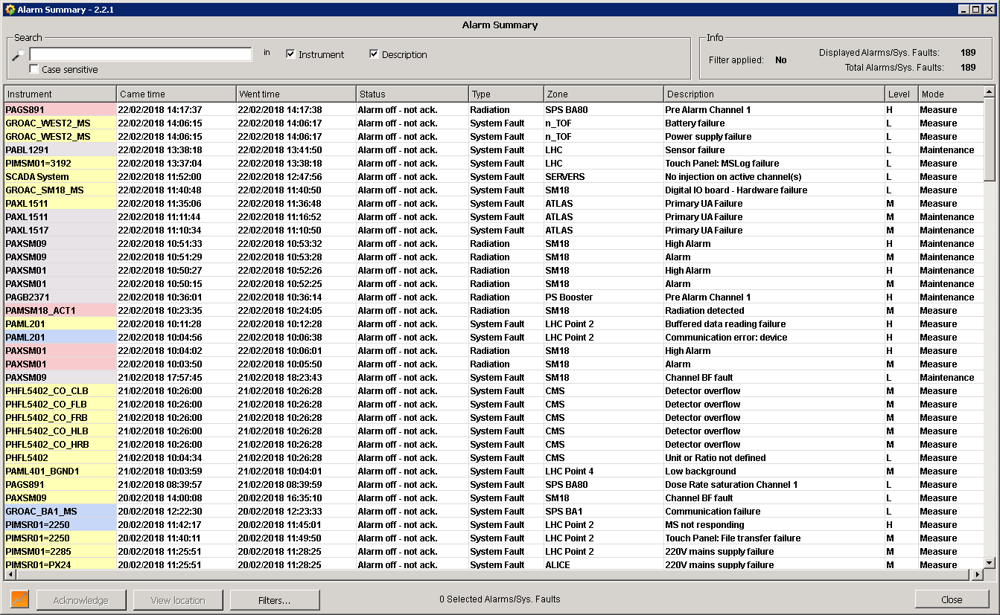 Alarm Summary - 2.2.1
Alarm Summary
Search
in Instrument Description
Case sensitive
Info
Filter applied: No
Displayed Alarms/Sys. Faults: 189
Total Alarms/Sys. Faults: 189
Instrument Came time Went time Status Type Zone Description Level Mode
PAGS891 22/02/2018 14:17:37 22/02/2018 14:17:38 Alarm off - not ack. Radiation SPS BA80 Pre Alarm Channel 1 H Measure
GROAC_WEST2_MS 22/02/2018 14:06:15 22/02/2018 14:06:17 Alarm off - not ack. System Fault n_TOF Battery failure L Measure
GROAC_WEST2_MS 22/02/2018 14:06:15 22/02/2018 14:06:17 Alarm off - not ack. System Fault n_TOF Power supply failure L Measure
PABL1291 22/02/2018 13:38:18 22/02/2018 13:41:50 Alarm off - not ack. System Fault LHC Sensor failure L Maintenance
PIMSM01=3192 22/02/2018 13:37:04 22/02/2018 13:38:18 Alarm off - not ack. System Fault LHC Touch Panel: MSLog failure L Measure
SCADA System 22/02/2018 11:52:00 22/02/2018 12:47:56 Alarm off - not ack. System Fault SERVERS No injection on active channel(s) L Measure
GROAC_SM18_MS 22/02/2018 11:40:48 22/02/2018 11:40:50 Alarm off - not ack. System Fault SM18 Digital IO board - Hardware failure L Measure
PAXL1511 22/02/2018 11:35:06 22/02/2018 11:36:48 Alarm off - not ack. System Fault ATLAS Primary UA Failure M Measure
PAXL1511 22/02/2018 11:11:44 22/02/2018 11:16:52 Alarm off - not ack. System Fault ATLAS Primary UA Failure M Maintenance
PAXL1517 22/02/2018 11:10:34 22/02/2018 11:10:50 Alarm off - not ack. System Fault ATLAS Primary UA Failure M Maintenance
PAXSM09 22/02/2018 10:51:33 22/02/2018 10:53:32 Alarm off - not ack. Radiation SM18 High Alarm H Maintenance
PAXSM09 22/02/2018 10:51:29 22/02/2018 10:53:28 Alarm off - not ack. Radiation SM18 Alarm M Maintenance
PAXSM01 22/02/2018 10:50:27 22/02/2018 10:52:26 Alarm off - not ack. Radiation SM18 High Alarm H Maintenance
PAXSM01 22/02/2018 10:50:15 22/02/2018 10:52:25 Alarm off - not ack. Radiation SM18 Alarm M Maintenance
PAGB2371 22/02/2018 10:36:01 22/02/2018 10:36:14 Alarm off - not ack. Radiation PS Booster Pre Alarm Channel 1 H Maintenance
PAMSM18_ACT1 22/02/2018 10:23:35 22/02/2018 10:24:05 Alarm off - not ack. Radiation SM18 Radiation detected M Measure
PAML201 22/02/2018 10:11:28 22/02/2018 10:12:28 Alarm off - not ack. System Fault LHC Point 2 Buffered data reading failure H Measure
PAML201 22/02/2018 10:04:56 22/02/2018 10:06:38 Alarm off - not ack. System Fault LHC Point 2 Communication error: device H Measure
PAXSM01 22/02/2018 10:04:02 22/02/2018 10:06:01 Alarm off - not ack. Radiation SM18 High Alarm H Measure
PAXSM01 22/02/2018 10:03:50 22/02/2018 10:05:50 Alarm off - not ack. Radiation SM18 Alarm M Measure
PAXSM09 21/02/2018 17:57:45 21/02/2018 18:23:43 Alarm off - not ack. System Fault SM18 Channel BF fault L Maintenance
PHFL5402_CO_CLB 21/02/2018 10:26:00 21/02/2018 10:26:28 Alarm off - not ack. System Fault CMS Detector overflow M Measure
PHFL5402_CO_FLB 21/02/2018 10:26:00 21/02/2018 10:26:28 Alarm off - not ack. System Fault CMS Detector overflow M Measure
PHFL5402_CO_FRB 21/02/2018 10:26:00 21/02/2018 10:26:28 Alarm off - not ack. System Fault CMS Detector overflow M Measure
PHFL5402_CO_HLB 21/02/2018 10:26:00 21/02/2018 10:26:28 Alarm off - not ack. System Fault CMS Detector overflow M Measure
PHFL5402_CO_HRB 21/02/2018 10:26:00 21/02/2018 10:26:28 Alarm off - not ack. System Fault CMS Detector overflow M Measure
PHFL5402 21/02/2018 10:04:34 21/02/2018 10:26:28 Alarm off - not ack. System Fault CMS Unit or Ratio not defined L Measure
PAML401_BGND1 21/02/2018 10:03:59 21/02/2018 10:04:01 Alarm off - not ack. System Fault LHC Point 4 Low background M Measure
PAGS891 21/02/2018 08:39:57 21/02/2018 08:39:59 Alarm off - not ack. System Fault SPS BA80 Dose Rate saturation Channel 1 L Measure
PAXSM09 20/02/2018 14:00:08 20/02/2018 16:35:10 Alarm off - not ack. System Fault SM18 Channel BF fault L Measure
GROAC_BA1_MS 20/02/2018 12:22:30 20/02/2018 12:23:33 Alarm off - not ack. System Fault SPS BA1 Communication failure L Measure
PIMSR01=2250 20/02/2018 11:42:17 20/02/2018 11:45:01 Alarm off - not ack. System Fault LHC Point 2 MS not responding H Measure
PIMSR01=2250 20/02/2018 11:40:11 20/02/2018 11:49:50 Alarm off - not ack. System Fault LHC Point 2 Touch Panel: File transfer failure M Measure
PIMSM01=2285 20/02/2018 11:25:51 20/02/2018 11:28:25 Alarm off - not ack. System Fault LHC Point 2 220V mains supply failure M Measure
PIMSR01=PX24 20/02/2018 11:25:51 20/02/2018 11:28:25 Alarm off - not ack. System Fault ALICE 220V mains supply failure M Measure
Acknowledge View location Filters... 0 Selected Alarms/Sys. Faults Close